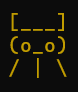 [___]
(o_o)
/ | \